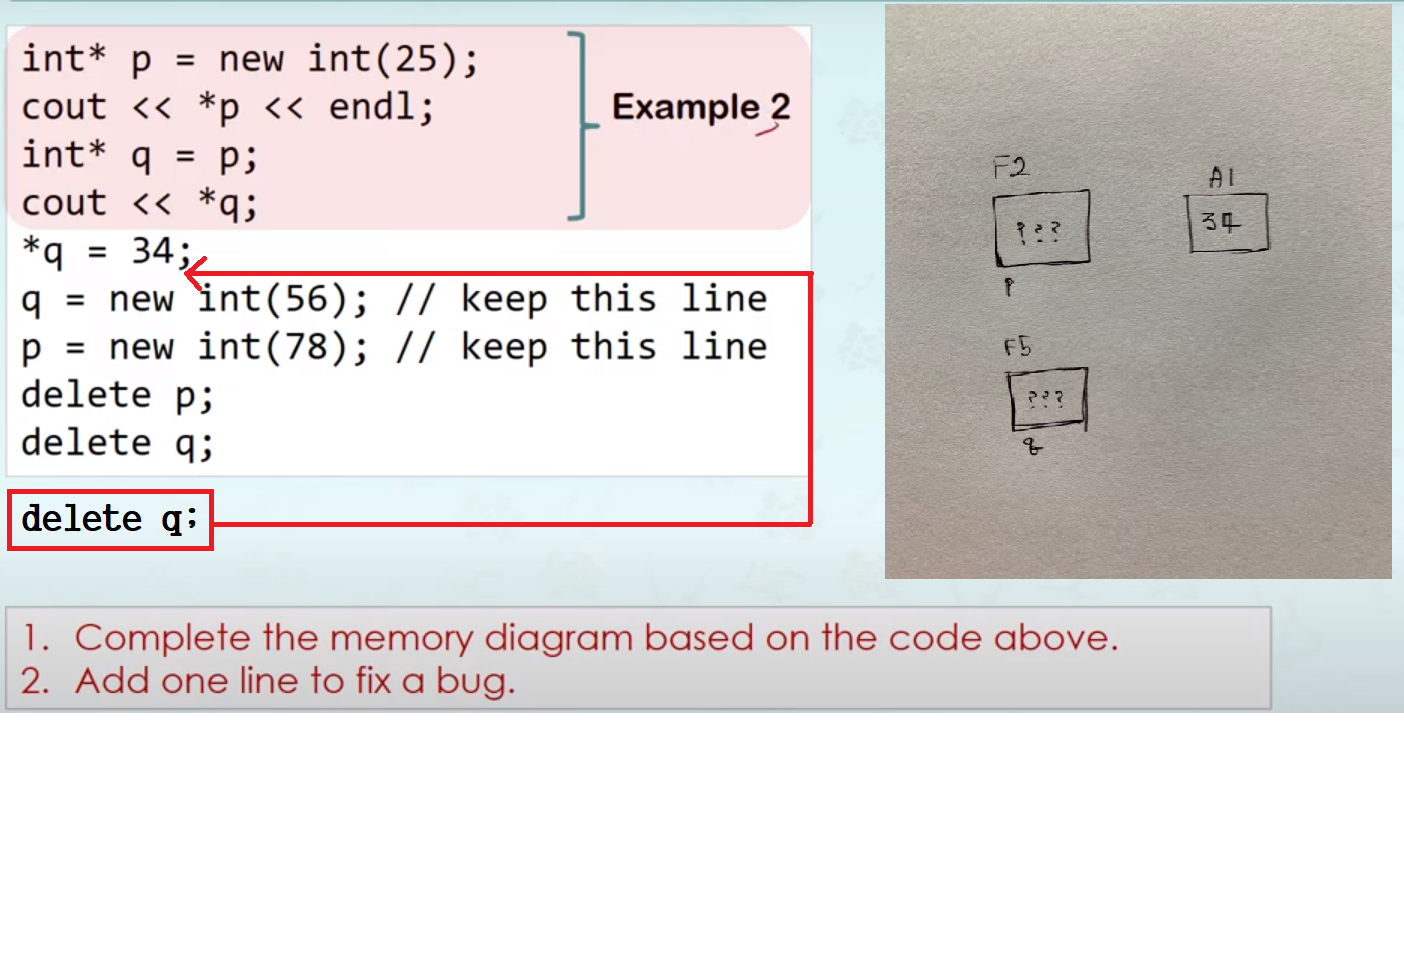 int* p = new int(25);
cout << *p << endl;
int* q = p;
cout << *q;
Example 2
*q = 34;
q = new int(56); // keep this line
p = new int(78); // keep this line
delete p;
delete q;
delete q;
F2
???
p
A1
34
F5
???
q
1. Complete the memory diagram based on the code above.
2. Add one line to fix a bug.